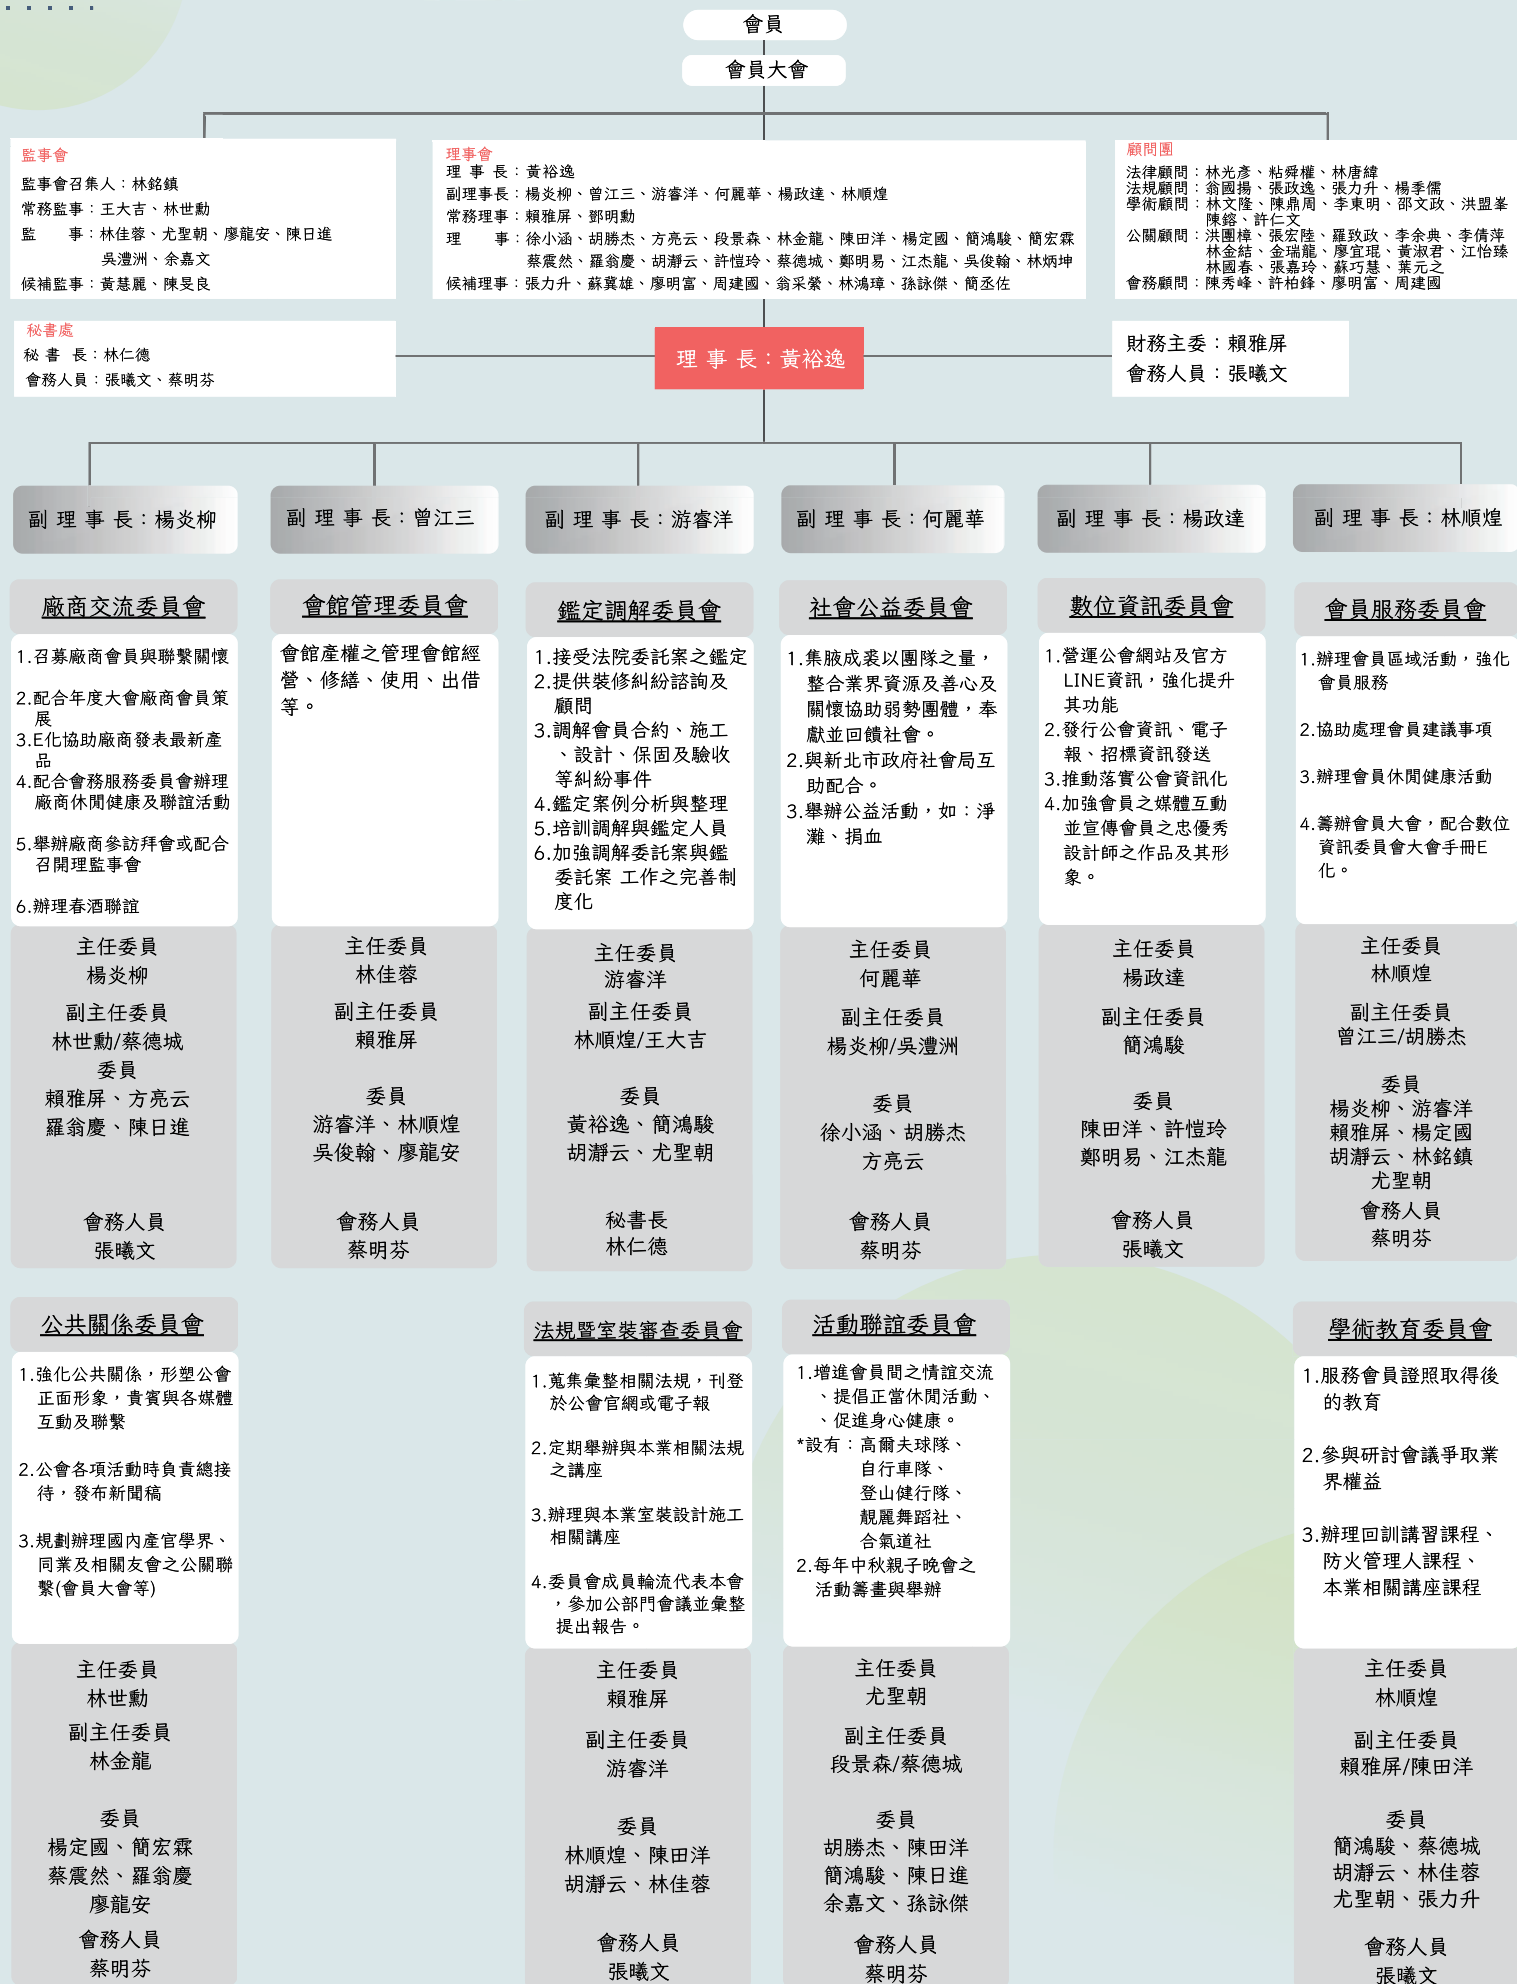 會員
會員大會
監事會
監事會召集人：林銘鎮
常務監事：王大吉、林世勳
監　　事：林佳蓉、尤聖朝、廖龍安、陳日進
吳澧洲、余嘉文
候補監事：黃慧麗、陳旻良
理事會
理 事 長：黃裕逸
副理事長：楊炎柳、曾江三、游睿洋、何麗華、楊政達、林順煌
常務理事：賴雅屏、鄧明勳
理　　事：徐小涵、胡勝杰、方亮云、段景森、林金龍、陳田洋、楊定國、簡鴻駿、簡宏霖
蔡震然、羅翁慶、胡瀞云、許愷玲、蔡德城、鄭明易、江杰龍、吳俊翰、林炳坤
候補理事：張力升、蘇冀雄、廖明富、周建國、翁采縈、林鴻璋、孫詠傑、簡丞佐
顧問團
法律顧問：林光彥、粘舜權、林唐緯
法規顧問：翁國揚、張政逸、張力升、楊季儒
學術顧問：林文隆、陳鼎周、李東明、邵文政、洪盟峯
陳鎔、許仁文
公關顧問：洪團樟、張宏陸、羅致政、李余典、李倩萍
林金結、金瑞龍、廖宜琨、黃淑君、江怡臻
林國春、張嘉玲、蘇巧慧、葉元之
會務顧問：陳秀峰、許柏鋒、廖明富、周建國
秘書處
秘 書 長：林仁德
會務人員：張曦文、蔡明芬
理 事 長：黃裕逸
財務主委：賴雅屏
會務人員：張曦文
副 理 事 長：楊炎柳
副 理 事 長：曾江三
副 理 事 長：游睿洋
副 理 事 長：何麗華
副 理 事 長：楊政達
副 理 事 長：林順煌
廠商交流委員會
1.召募廠商會員與聯繫關懷
2.配合年度大會廠商會員策
展
3.E化協助廠商發表最新產
品
4.配合會務服務委員會辦理
廠商休閒健康及聯誼活動
5.舉辦廠商參訪拜會或配合
召開理監事會
6.辦理春酒聯誼
主任委員
楊炎柳
副主任委員
林世勳/蔡德城
委員
賴雅屏、方亮云
羅翁慶、陳日進
會務人員
張曦文
會館管理委員會
會館產權之管理會館經
營、修繕、使用、出借
等。
主任委員
林佳蓉
副主任委員
賴雅屏
委員
游睿洋、林順煌
吳俊翰、廖龍安
會務人員
蔡明芬
鑑定調解委員會
1.接受法院委託案之鑑定
2.提供裝修糾紛諮詢及
顧問
3.調解會員合約、施工
、設計、保固及驗收
等糾紛事件
4.鑑定案例分析與整理
5.培訓調解與鑑定人員
6.加強調解委託案與鑑
委託案 工作之完善制
度化
主任委員
游睿洋
副主任委員
林順煌/王大吉
委員
黃裕逸、簡鴻駿
胡瀞云、尤聖朝
秘書長
林仁德
社會公益委員會
1.集腋成裘以團隊之量，
整合業界資源及善心及
關懷協助弱勢團體，奉
獻並回饋社會。
2.與新北市政府社會局互
助配合。
3.舉辦公益活動，如：淨
灘、捐血
主任委員
何麗華
副主任委員
楊炎柳/吳澧洲
委員
徐小涵、胡勝杰
方亮云
會務人員
蔡明芬
數位資訊委員會
1.營運公會網站及官方
LINE資訊，強化提升
其功能
2.發行公會資訊、電子
報、招標資訊發送
3.推動落實公會資訊化
4.加強會員之媒體互動
並宣傳會員之忠優秀
設計師之作品及其形
象。
主任委員
楊政達
副主任委員
簡鴻駿
委員
陳田洋、許愷玲
鄭明易、江杰龍
會務人員
張曦文
會員服務委員會
1.辦理會員區域活動，強化
會員服務
2.協助處理會員建議事項
3.辦理會員休閒健康活動
4.籌辦會員大會，配合數位
資訊委員會大會手冊E
化。
主任委員
林順煌
副主任委員
曾江三/胡勝杰
委員
楊炎柳、游睿洋
賴雅屏、楊定國
胡瀞云、林銘鎮
尤聖朝
會務人員
蔡明芬
公共關係委員會
1.強化公共關係，形塑公會
正面形象，貴賓與各媒體
互動及聯繫
2.公會各項活動時負責總接
待，發布新聞稿
3.規劃辦理國內產官學界、
同業及相關友會之公關聯
繫(會員大會等)
主任委員
林世勳
副主任委員
林金龍
委員
楊定國、簡宏霖
蔡震然、羅翁慶
廖龍安
會務人員
蔡明芬
法規暨室裝審查委員會
1.蒐集彙整相關法規，刊登
於公會官網或電子報
2.定期舉辦與本業相關法規
之講座
3.辦理與本業室裝設計施工
相關講座
4.委員會成員輪流代表本會
，參加公部門會議並彙整
提出報告。
主任委員
賴雅屏
副主任委員
游睿洋
委員
林順煌、陳田洋
胡瀞云、林佳蓉
會務人員
張曦文
活動聯誼委員會
1.增進會員間之情誼交流
、提倡正當休閒活動、
、促進身心健康。
*設有：高爾夫球隊、
自行車隊、
登山健行隊、
靚麗舞蹈社、
合氣道社
2.每年中秋親子晚會之
活動籌畫與舉辦
主任委員
尤聖朝
副主任委員
段景森/蔡德城
委員
胡勝杰、陳田洋
簡鴻駿、陳日進
余嘉文、孫詠傑
會務人員
蔡明芬
學術教育委員會
1.服務會員證照取得後
的教育
2.參與研討會議爭取業
界權益
3.辦理回訓講習課程、
防火管理人課程、
本業相關講座課程
主任委員
林順煌
副主任委員
賴雅屏/陳田洋
委員
簡鴻駿、蔡德城
胡瀞云、林佳蓉
尤聖朝、張力升
會務人員
張曦文